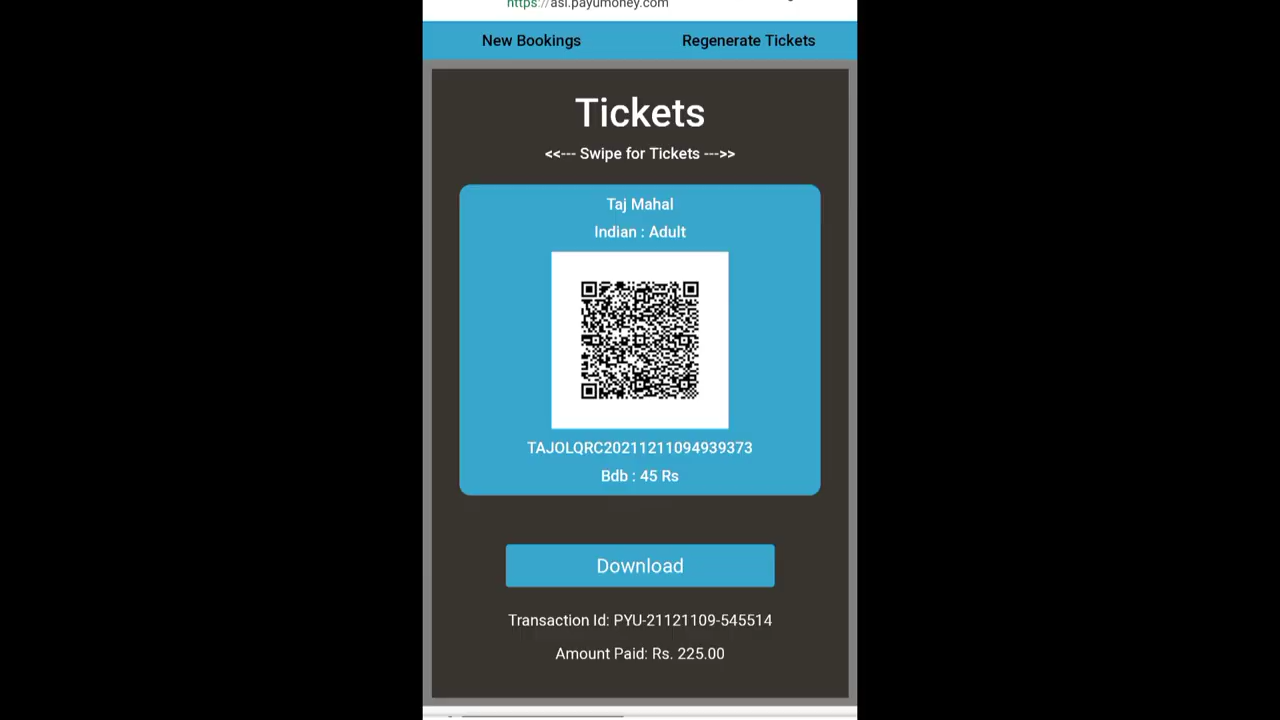 https://asi.payumoney.com
New Bookings
Regenerate Tickets
Tickets
<<--- Swipe for Tickets --->>
Taj Mahal
Indian : Adult
TAJOLQRC20211211094939373
Bdb : 45 Rs
Download
Transaction Id: PYU-21121109-545514
Amount Paid: Rs. 225.00